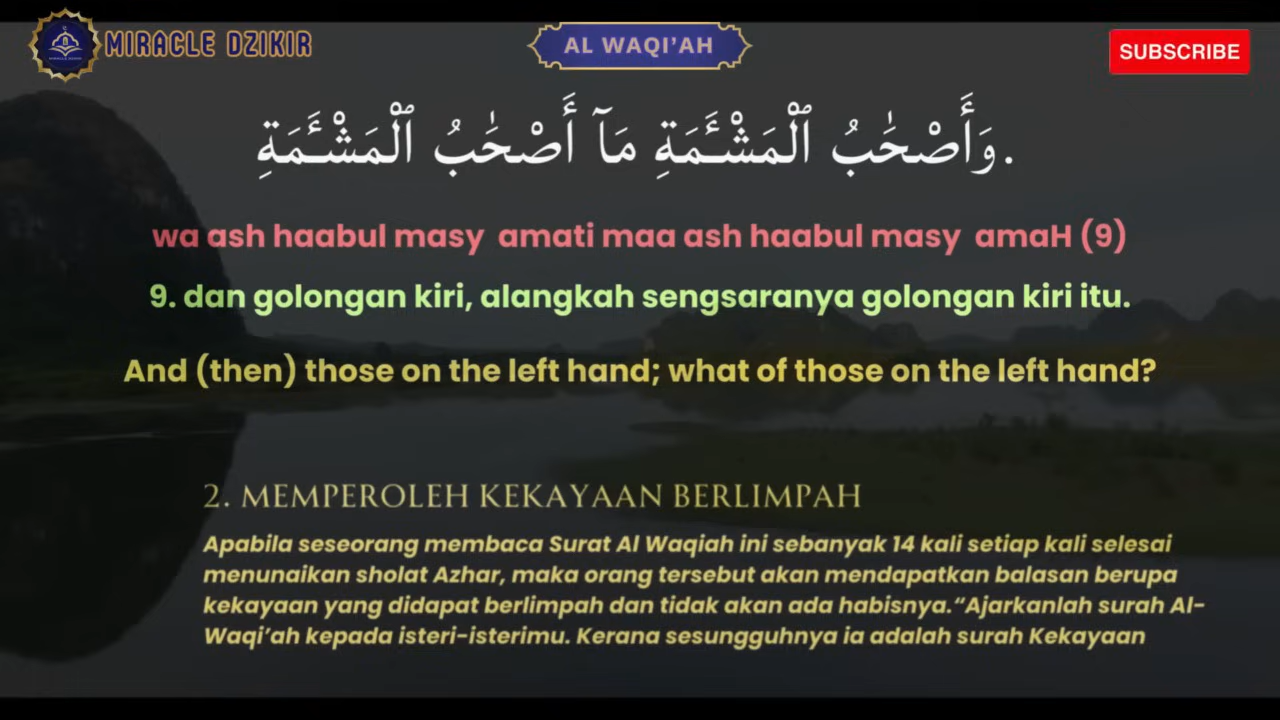 MIRACLE DZIKIR
AL WAQI'AH
SUBSCRIBE
وَأَصْحَٰبُ ٱلْمَشْـَٔمَةِ مَآ أَصْحَٰبُ ٱلْمَشْـَٔمَةِ.
wa ash haabul masy amati maa ash haabul masy amaH (9)
9. dan golongan kiri, alangkah sengsaranya golongan kiri itu.
And (then) those on the left hand; what of those on the left hand?
2. MEMPEROLEH KEKAYAAN BERLIMPAH
Apabila seseorang membaca Surat Al Waqiah ini sebanyak 14 kali setiap kali selesai
menunaikan sholat Azhar, maka orang tersebut akan mendapatkan balasan berupa
kekayaan yang didapat berlimpah dan tidak akan ada habisnya.“Ajarkanlah surah Al-
Waqi’ah kepada isteri-isterimu. Kerana sesungguhnya ia adalah surah Kekayaan